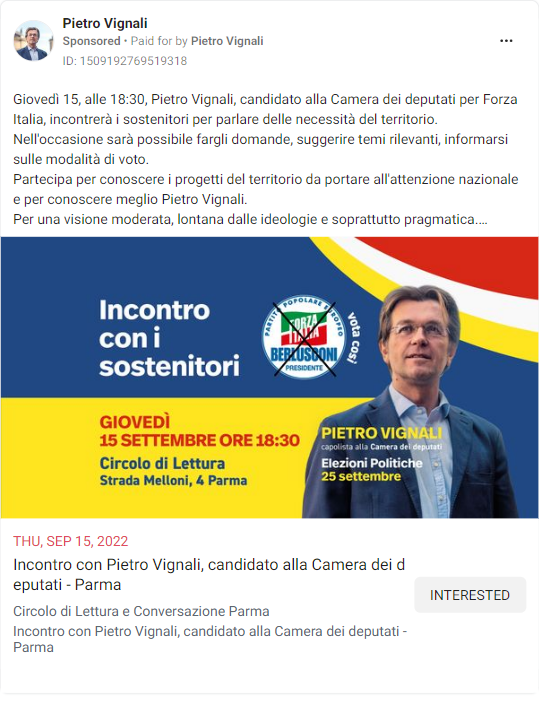 Pietro Vignali
Sponsored • Paid for by Pietro Vignali
ID: 1509192769519318
Giovedì 15, alle 18:30, Pietro Vignali, candidato alla Camera dei deputati per Forza
Italia, incontrerà i sostenitori per parlare delle necessità del territorio.
Nell'occasione sarà possibile fargli domande, suggerire temi rilevanti, informarsi
sulle modalità di voto.
Partecipa per conoscere i progetti del territorio da portare all'attenzione nazionale
e per conoscere meglio Pietro Vignali.
Per una visione moderata, lontana dalle ideologie e soprattutto pragmatica....
Incontro
con i
sostenitori
PARTITO POPOLARE EUROPEO
FORZA
ITALIA
BERLUSCONI
PRESIDENTE
vota così
GIOVEDÌ
15 SETTEMBRE ORE 18:30
Circolo di Lettura
Strada Melloni, 4 Parma
PIETRO VIGNALI
capolista alla Camera dei deputati
Elezioni Politiche
25 settembre
THU, SEP 15, 2022
Incontro con Pietro Vignali, candidato alla Camera dei d
eputati - Parma
INTERESTED
Circolo di Lettura e Conversazione Parma
Incontro con Pietro Vignali, candidato alla Camera dei deputati -
Parma